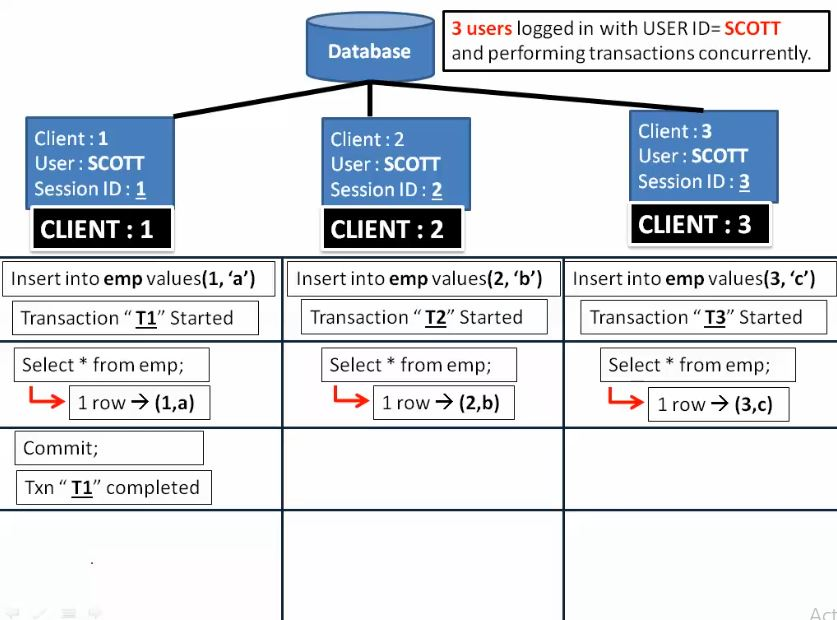 Database
3 users logged in with USER ID= SCOTT
and performing transactions concurrently.
Client : 1
User : SCOTT
Session ID : 1
CLIENT : 1
Client : 2
User : SCOTT
Session ID : 2
CLIENT : 2
Client : 3
User : SCOTT
Session ID : 3
CLIENT : 3
Insert into emp values(1, ‘a’)
Insert into emp values(2, ‘b’)
Insert into emp values(3, ‘c’)
Transaction “ T1” Started
Transaction “ T2” Started
Transaction “ T3” Started
Select * from emp;
Select * from emp;
Select * from emp;
1 row → (1,a)
1 row → (2,b)
1 row → (3,c)
Commit;
Txn “ T1” completed
Act